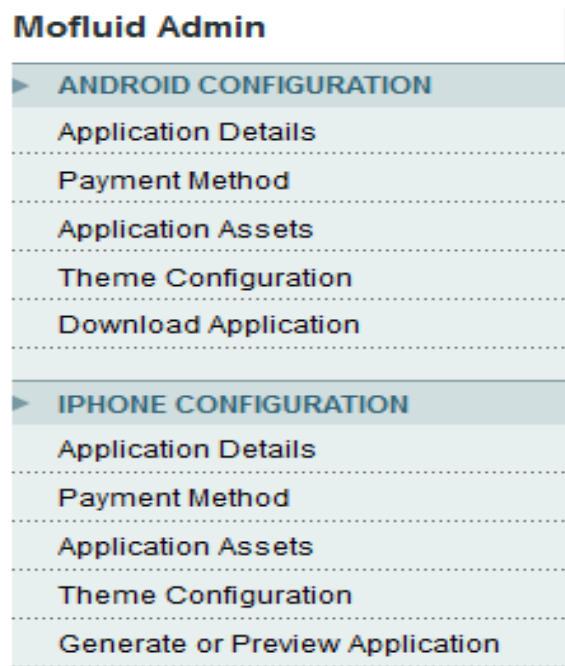 Mofluid Admin
ANDROID CONFIGURATION
Application Details
Payment Method
Application Assets
Theme Configuration
Download Application
IPHONE CONFIGURATION
Application Details
Payment Method
Application Assets
Theme Configuration
Generate or Preview Application